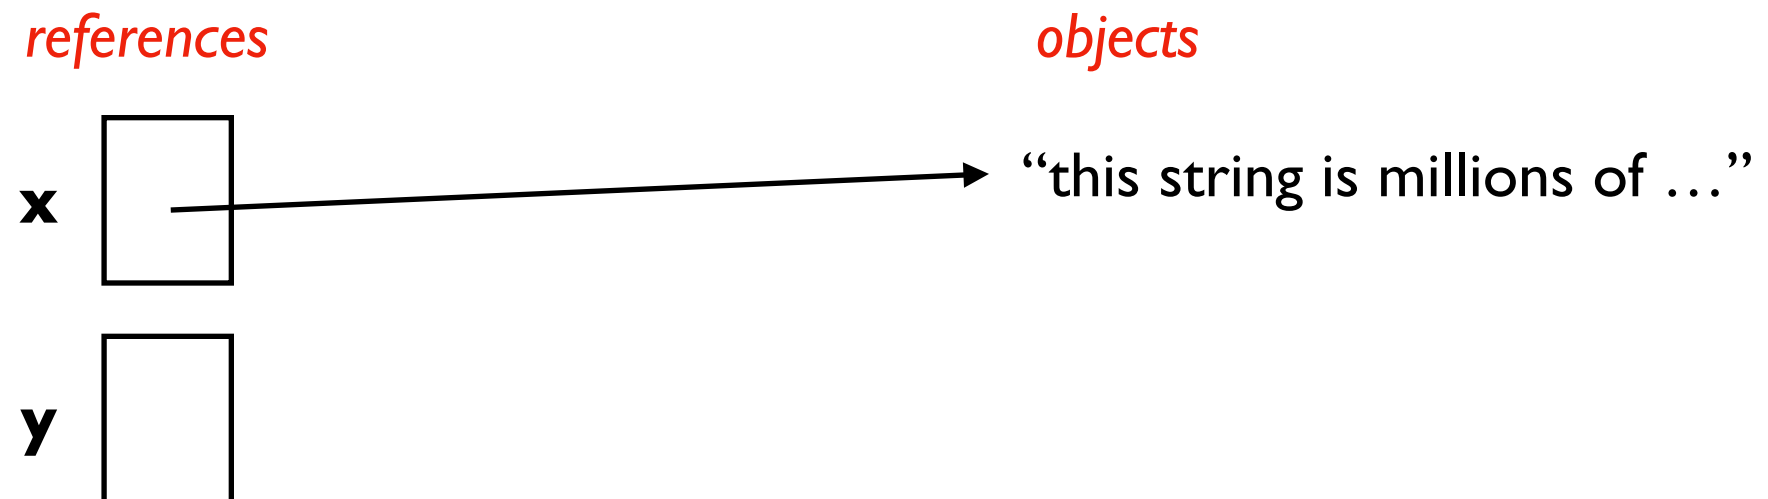 references objects
x “this string is millions of …”
y